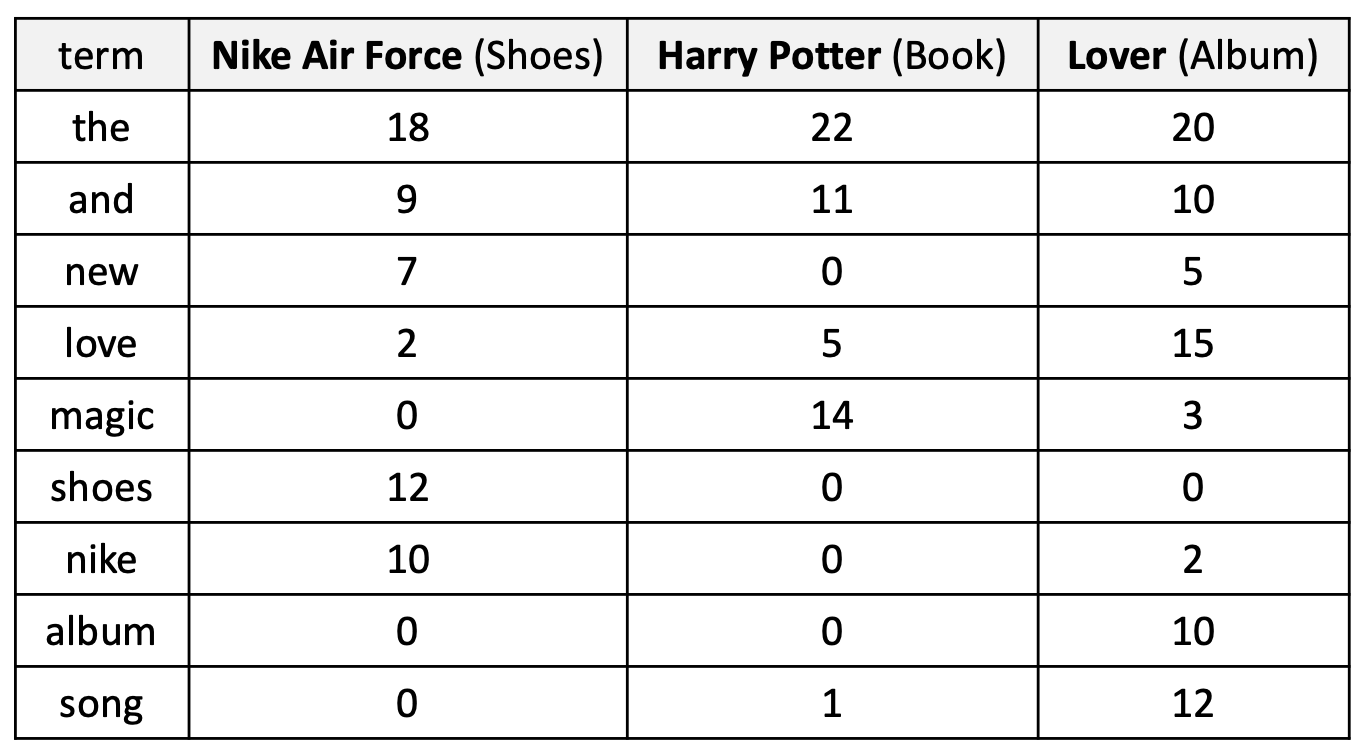 term Nike Air Force (Shoes) Harry Potter (Book) Lover (Album)
the 18 22 20
and 9 11 10
new 7 0 5
love 2 5 15
magic 0 14 3
shoes 12 0 0
nike 10 0 2
album 0 0 10
song 0 1 12